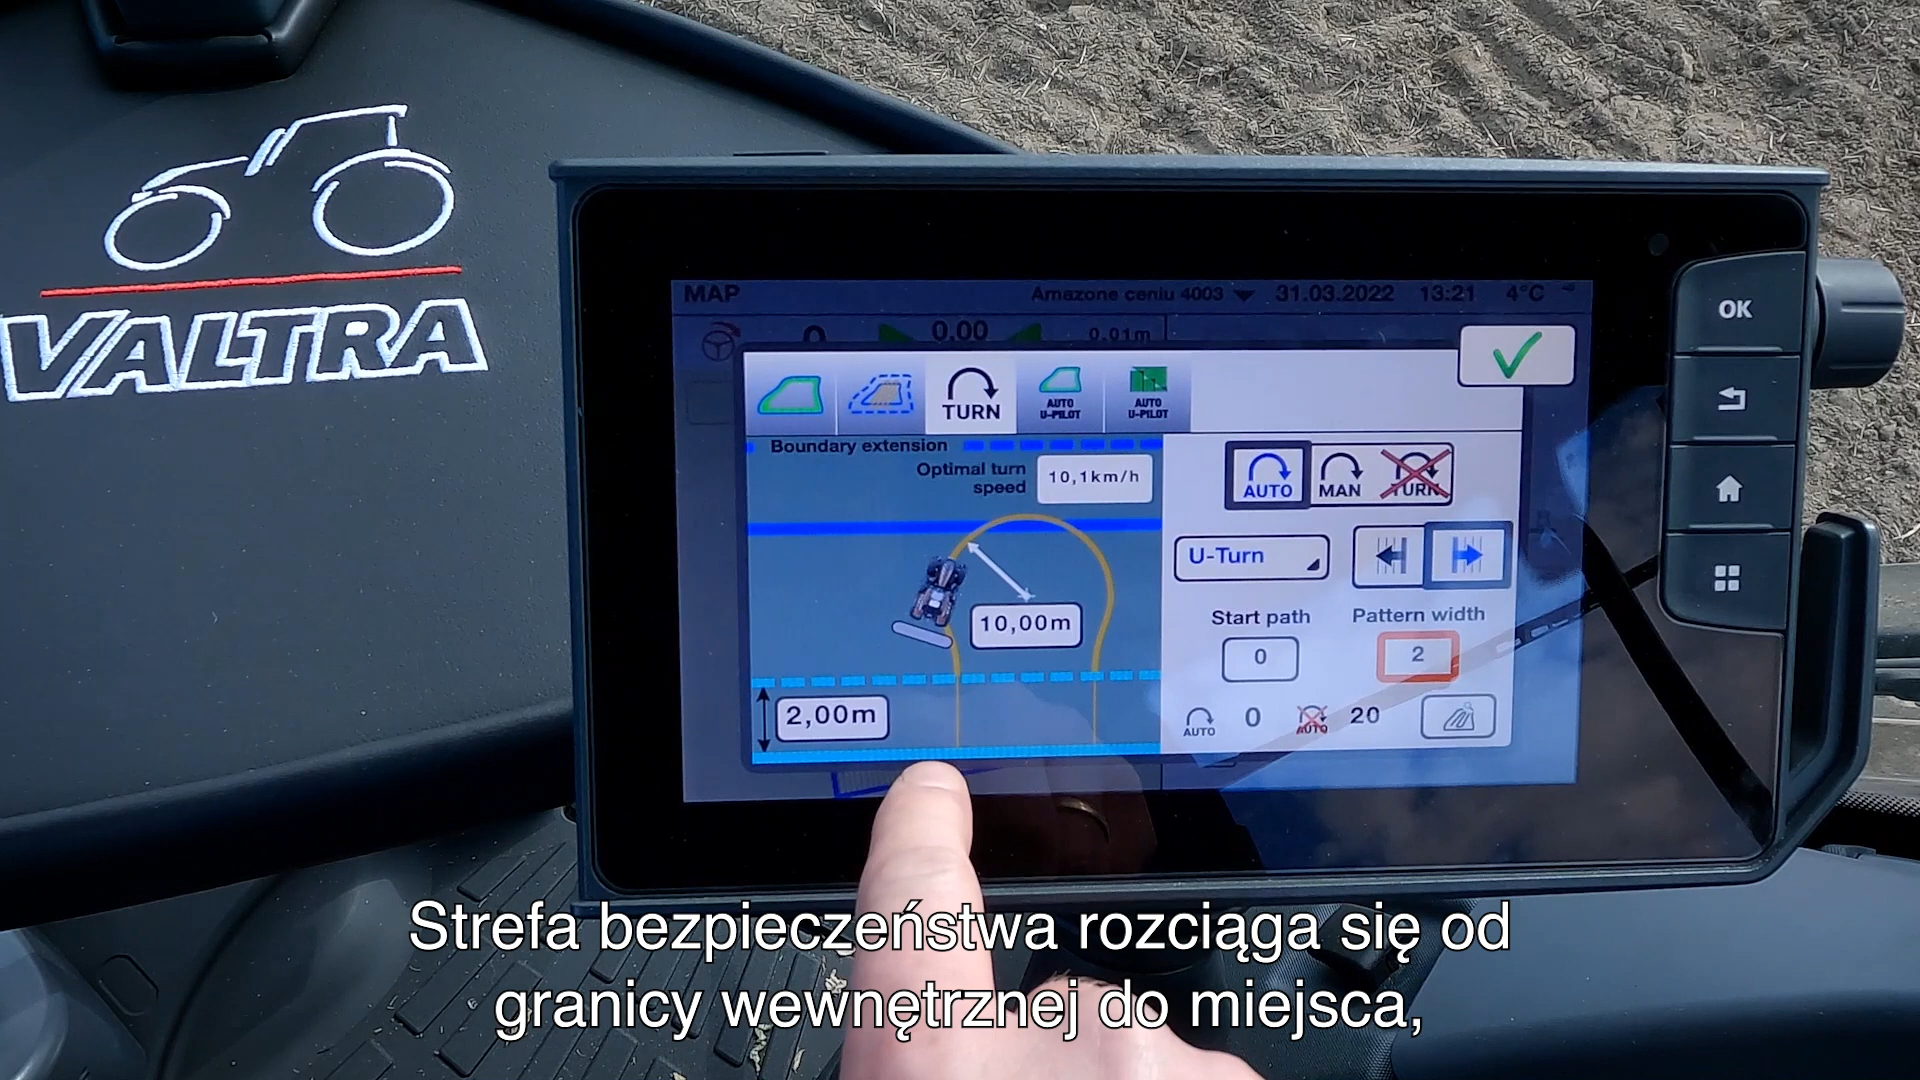 VALTRA
MAP
Amazone ceniu 4003
31.03.2022
13:21
4°C
0
0.00
0.01m
TURN
AUTO
U-PILOT
AUTO
U-PILOT
Boundary extension
Optimal turn
speed
10,1km/h
AUTO
MAN
TURN
U-Turn
10,00m
Start path
Pattern width
0
2
2,00m
AUTO
0
AUTO
20
OK
Strefa bezpieczeństwa rozciąga się od
granicy wewnętrznej do miejsca,